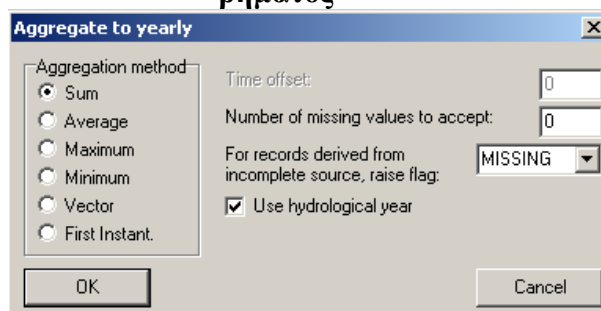 ρήματος
Aggregate to yearly
Aggregation method
Sum
Average
Maximum
Minimum
Vector
First Instant.
Time offset:
0
Number of missing values to accept:
0
For records derived from
incomplete source, raise flag:
MISSING
Use hydrological year
OK
Cancel